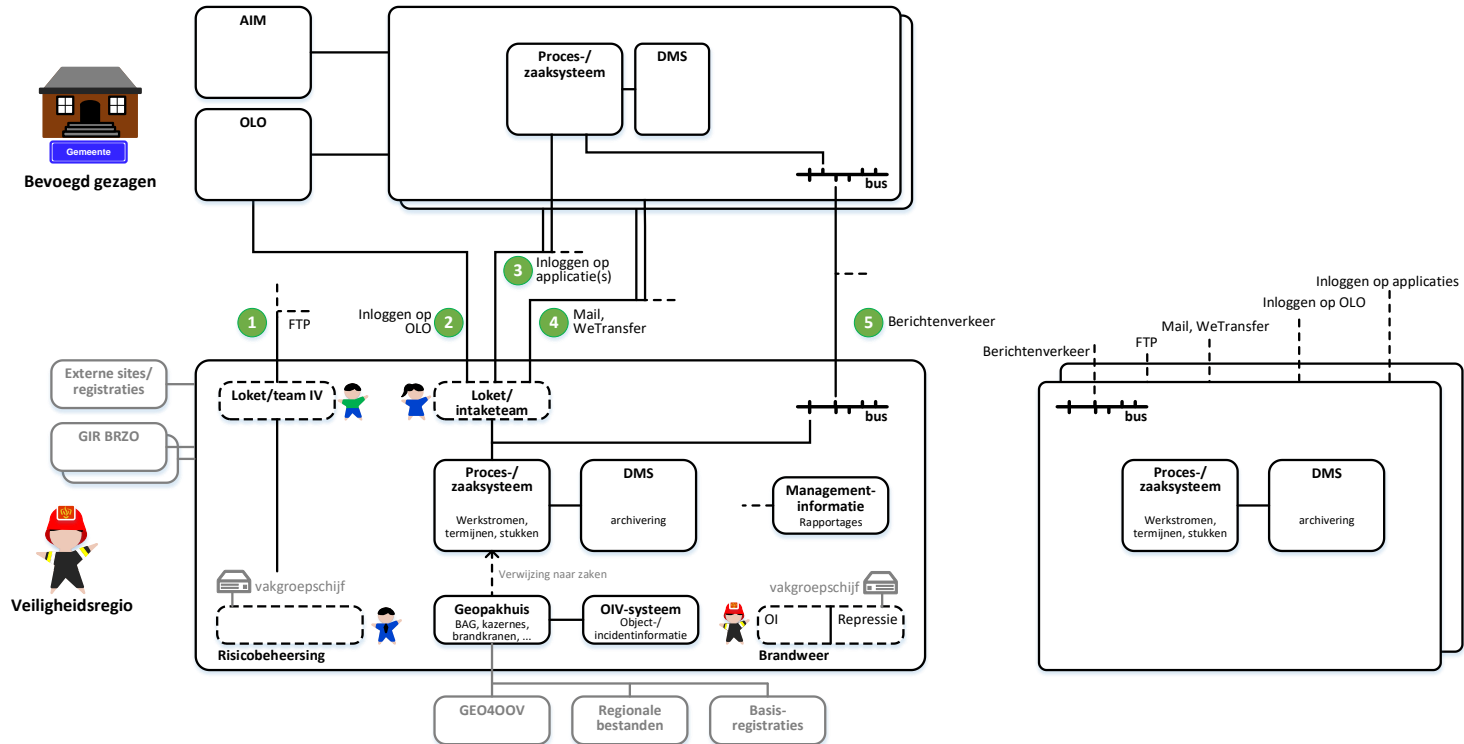 AIM
Proces-/
zaaksysteem
DMS
OLO
Gemeente
Bevoegd gezagen
bus
3
Inloggen op
applicatie(s)
1
FTP
Inloggen op
OLO
2
4
Mail,
WeTransfer
5
Berichtenverkeer
Inloggen op applicaties
Inloggen op OLO
Mail, WeTransfer
FTP
Berichtenverkeer
Externe sites/
registraties
Loket/team IV
Loket/
intaketeam
bus
GIR BRZO
Proces-/
zaaksysteem
Werkstromen,
termijnen, stukken
DMS
archivering
Management-
informatie
Rapportages
Verwijzing naar zaken
vakgroepschijf
vakgroepschijf
Veiligheidsregio
Geopakhuis
BAG, kazernes,
brandkranen, ...
OIV-systeem
Object-/
incidentinformatie
OI
Repressie
Risicobeheersing
Brandweer
GEO4OOV
Regionale
bestanden
Basis-
registraties
bus
Proces-/
zaaksysteem
Werkstromen,
termijnen, stukken
DMS
archivering